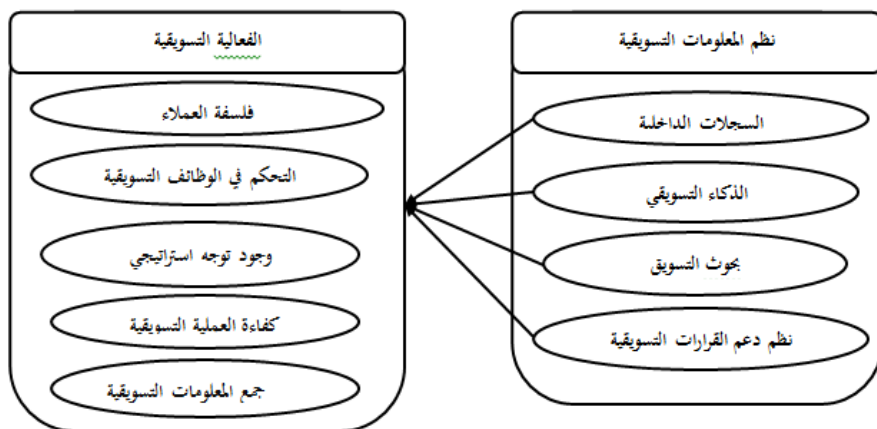 نظم المعلومات التسويقية
السجلات الداخلية
الذكاء التسويقي
بحوث التسويق
نظم دعم القرارات التسويقية
الفعالية التسويقية
فلسفة العملاء
التحكم في الوظائف التسويقية
وجود توجه استراتيجي
كفاءة العملية التسويقية
جمع المعلومات التسويقية